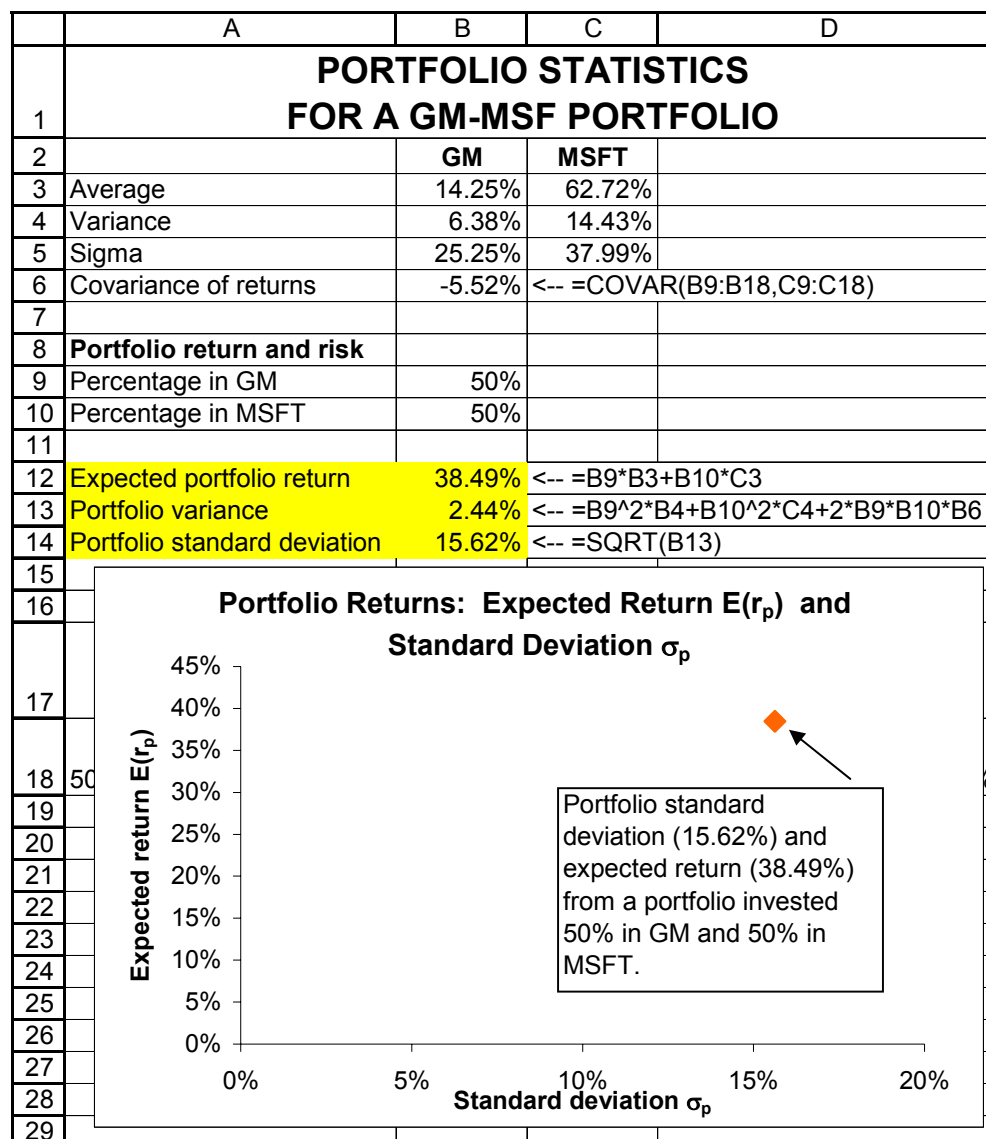 A B C D
1 PORTFOLIO STATISTICS
FOR A GM-MSF PORTFOLIO
2 GM MSFT
3 Average 14.25% 62.72%
4 Variance 6.38% 14.43%
5 Sigma 25.25% 37.99%
6 Covariance of returns -5.52% <-- =COVAR(B9:B18,C9:C18)
7
8 Portfolio return and risk
9 Percentage in GM 50%
10 Percentage in MSFT 50%
11
12 Expected portfolio return 38.49% <-- =B9*B3+B10*C3
13 Portfolio variance 2.44% <-- =B9^2*B4+B10^2*C4+2*B9*B10*B6
14 Portfolio standard deviation 15.62% <-- =SQRT(B13)
15
16
17
18 50
19
20
21
22
23
24
25
26
27
28
29
Portfolio Returns: Expected Return E(rp) and
Standard Deviation σp
Expected return E(rp)
45%
40%
35%
30%
25%
20%
15%
10%
5%
0%
Portfolio standard
deviation (15.62%) and
expected return (38.49%)
from a portfolio invested
50% in GM and 50% in
MSFT.
0% 5% 10% 15% 20%
Standard deviation σp